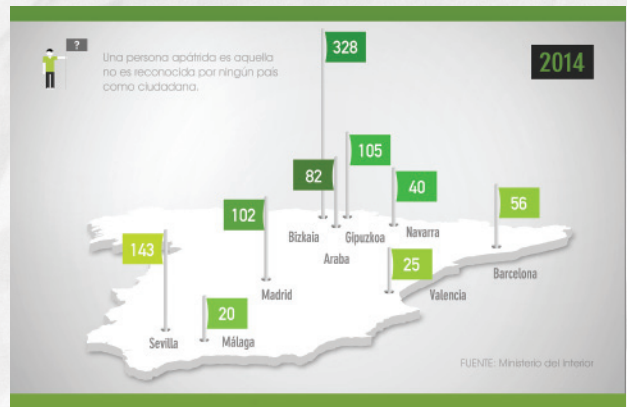 ?
Una persona apátrida es aquella
no es reconocida por ningún país
como ciudadana.
2014
328
105
82
40
56
102
143
25
20
Bizkaia
Gipuzkoa
Navarra
Araba
Barcelona
Madrid
Valencia
Sevilla
Málaga
FUENTE: Ministerio del Interior